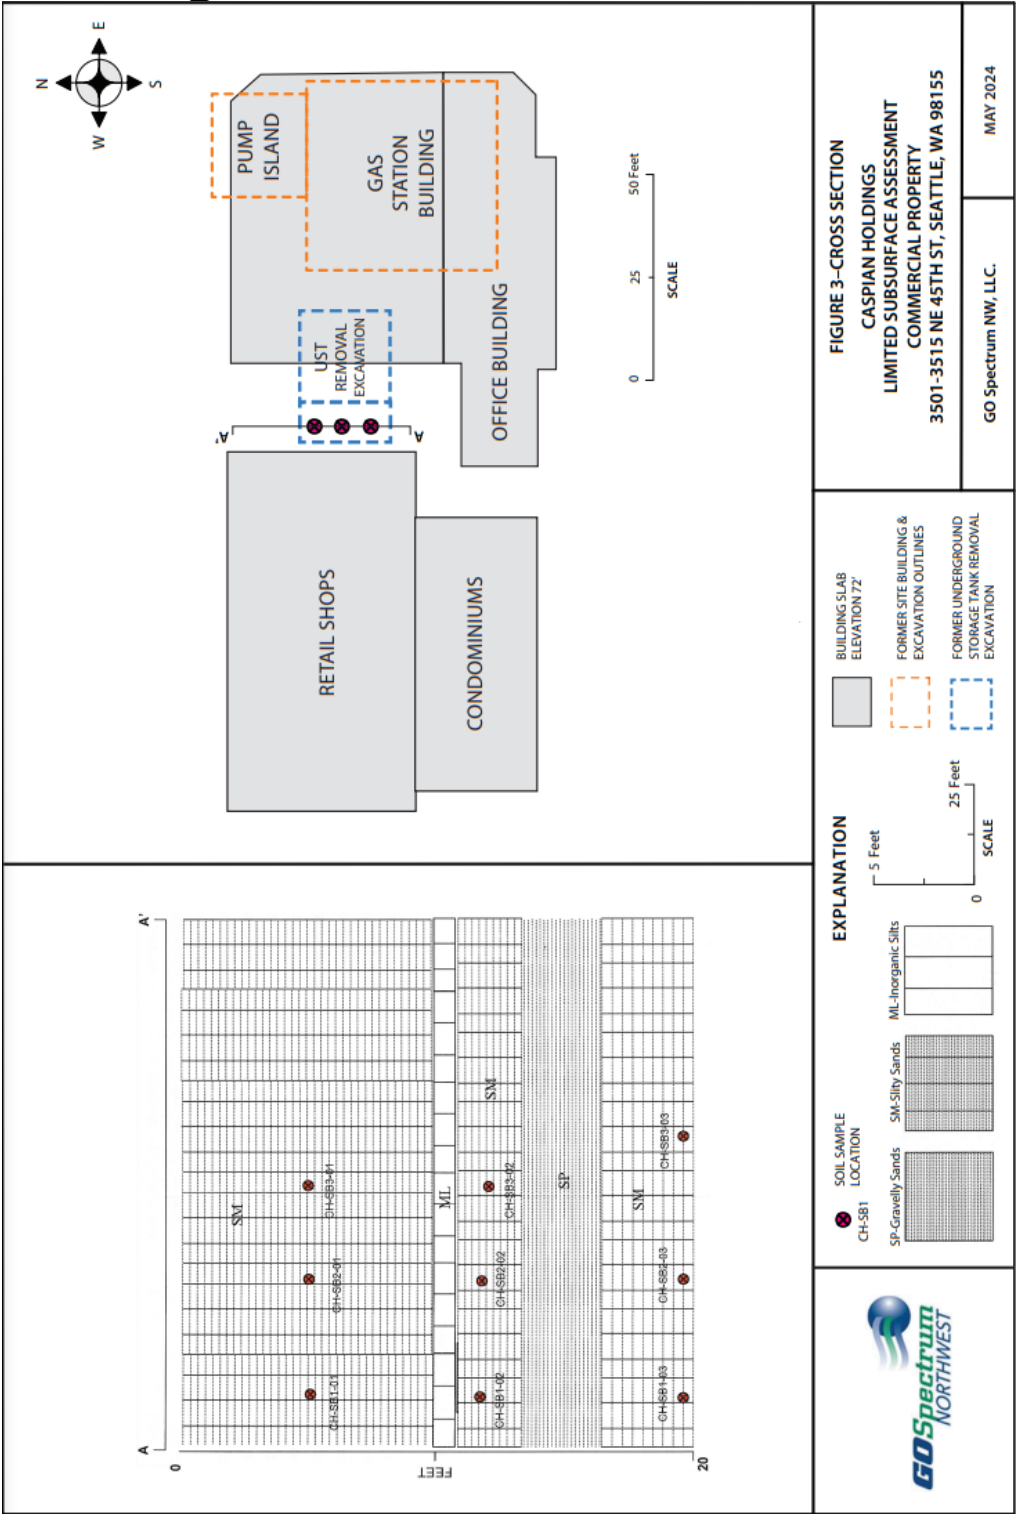 A
A'
0
FEET
20
SM
CH-SB1-01
CH-SB2-01
CH-SB3-01
ML
CH-SB1-02
CH-SB2-02
CH-SB3-02
SM
SP
SM
CH-SB1-03
CH-SB2-03
CH-SB3-03
N
W
E
S
PUMP
ISLAND
GAS
STATION
BUILDING
UST
REMOVAL
EXCAVATION
A'
A
OFFICE BUILDING
RETAIL SHOPS
CONDOMINIUMS
0
25
50 Feet
SCALE
GOSpectrum
NORTHWEST
EXPLANATION
CH-SB1
SOIL SAMPLE
LOCATION
SP-Gravelly Sands
SM-Slity Sands
ML-Inorganic Silts
5 Feet
0
25 Feet
SCALE
BUILDING SLAB
ELEVATION 72'
FORMER SITE BUILDING &
EXCAVATION OUTLINES
FORMER UNDERGROUND
STORAGE TANK REMOVAL
EXCAVATION
FIGURE 3–CROSS SECTION
CASPIAN HOLDINGS
LIMITED SUBSURFACE ASSESSMENT
COMMERCIAL PROPERTY
3501-3515 NE 45TH ST, SEATTLE, WA 98155
GO Spectrum NW, LLC.
MAY 2024